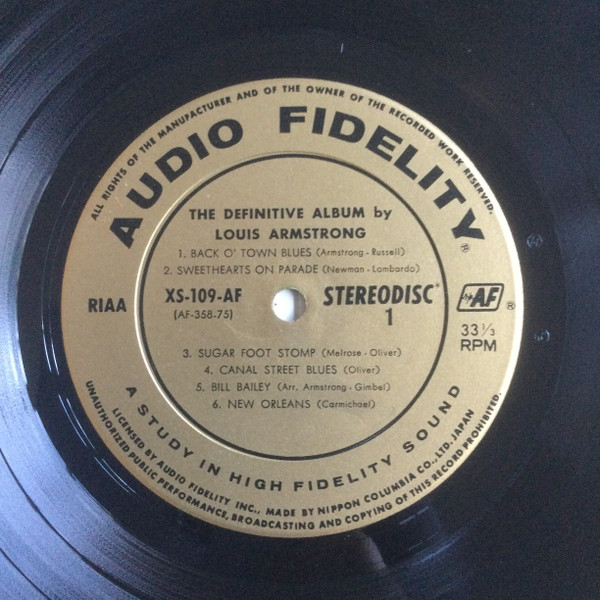 ALL RIGHTS OF THE MANUFACTURER AND OF THE OWNER OF THE RECORDED WORK RESERVED.
AUDIO FIDELITY®
THE DEFINITIVE ALBUM by
LOUIS ARMSTRONG
1. BACK O' TOWN BLUES (Armstrong - Russell)
2. SWEETHEARTS ON PARADE (Newman - Lombardo)
RIAA
XS-109-AF
(AF-358-75)
STEREODISC*
1
AF®
33 1/3
RPM
3. SUGAR FOOT STOMP (Melrose - Oliver)
4. CANAL STREET BLUES (Oliver)
5. BILL BAILEY (Arr. Armstrong - Gimbel)
6. NEW ORLEANS (Carmichael)
A STUDY IN HIGH FIDELITY SOUND
LICENSED BY AUDIO FIDELITY INC., MADE BY NIPPON COLUMBIA CO., LTD. JAPAN
UNAUTHORIZED PUBLIC PERFORMANCE, BROADCASTING AND COPYING OF THIS RECORD PROHIBITED.